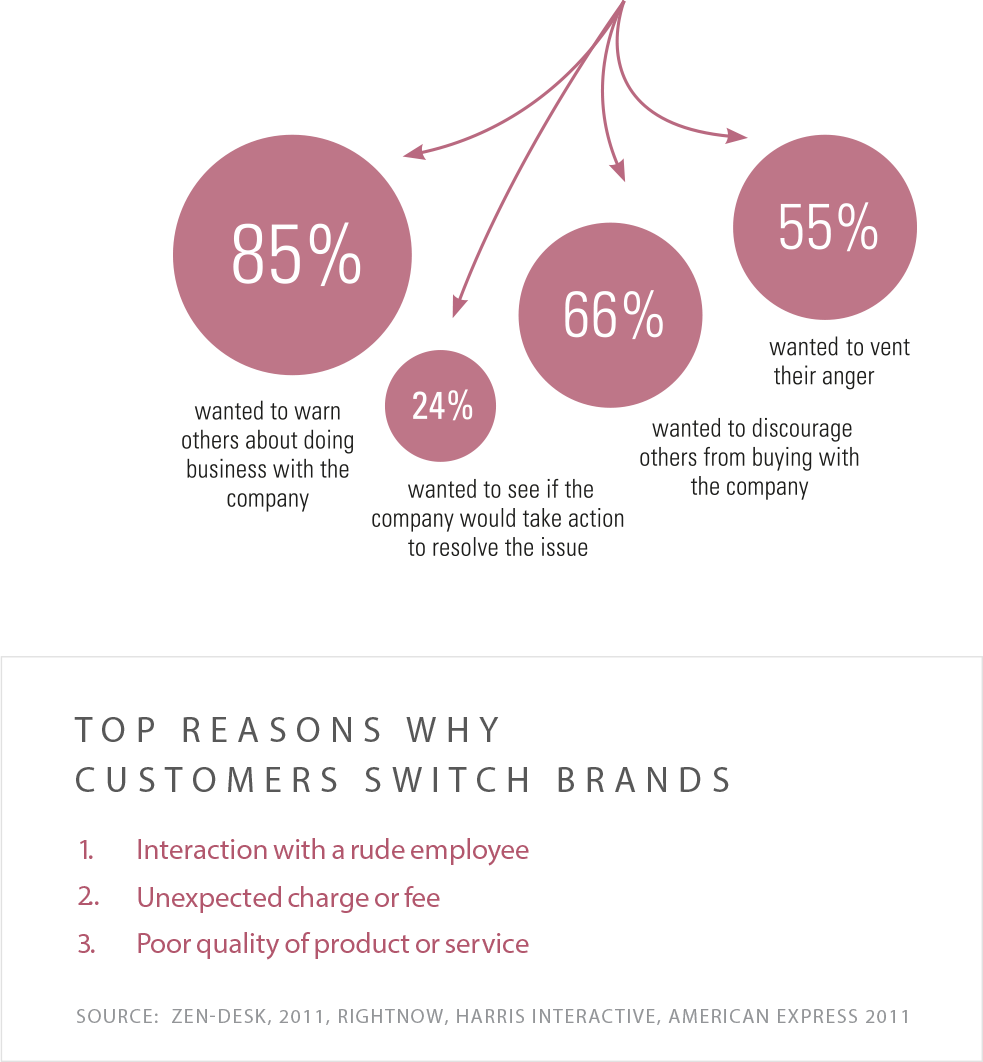 85%
wanted to warn
others about doing
business with the
company
24%
wanted to see if the
company would take action
to resolve the issue
66%
wanted to discourage
others from buying with
the company
55%
wanted to vent
their anger
TOP REASONS WHY
CUSTOMERS SWITCH BRANDS
1. Interaction with a rude employee
2. Unexpected charge or fee
3. Poor quality of product or service
SOURCE: ZEN-DESK, 2011, RIGHTNOW, HARRIS INTERACTIVE, AMERICAN EXPRESS 2011